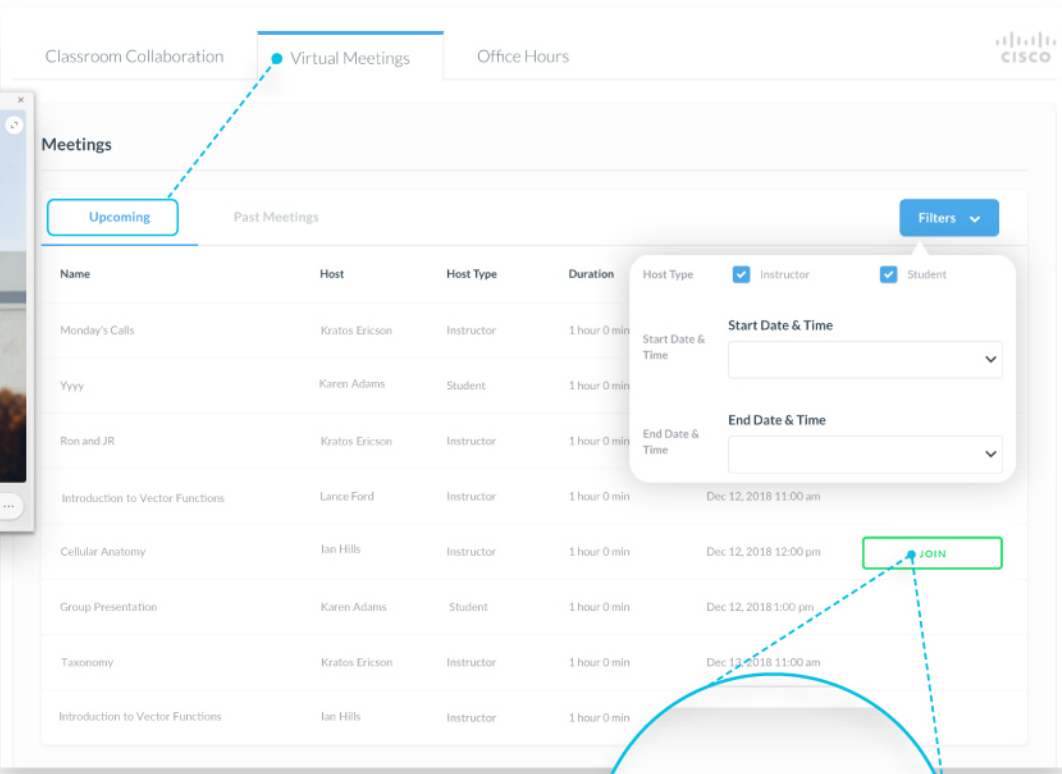 Classroom Collaboration Virtual Meetings Office Hours CISCO
Meetings
Upcoming Past Meetings Filters
Name Host Host Type Duration
Host Type Instructor Student
Monday's Calls Kratos Ericson Instructor 1 hour 0 min
Start Date & Time
Start Date &
Time
Yyyy Karen Adams Student 1 hour 0 min
End Date & Time
End Date &
Time
Ron and JR Kratos Ericson Instructor 1 hour 0 min
Introduction to Vector Functions Lance Ford Instructor 1 hour 0 min Dec 12, 2018 11:00 am
Cellular Anatomy Ian Hills Instructor 1 hour 0 min Dec 12, 2018 12:00 pm JOIN
Group Presentation Karen Adams Student 1 hour 0 min Dec 12, 2018 1:00 pm
Taxonomy Kratos Ericson Instructor 1 hour 0 min Dec 13, 2018 11:00 am
Introduction to Vector Functions Ian Hills Instructor 1 hour 0 min